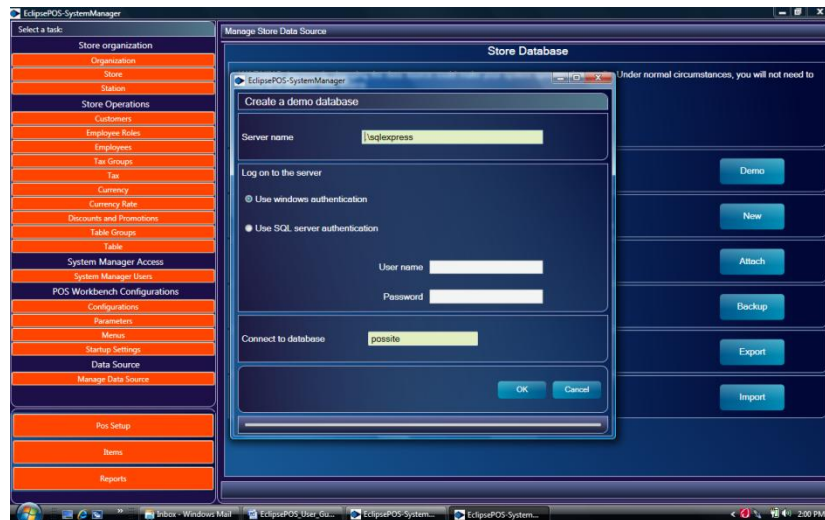 EclipsePOS-SystemManager
Select a task:
Store organization
Organization
Store
Station
Store Operations
Customers
Employee Roles
Employees
Tax Groups
Tax
Currency
Currency Rate
Discounts and Promotions
Table Groups
Table
System Manager Access
System Manager Users
POS Workbench Configurations
Configurations
Parameters
Menus
Startup Settings
Data Source
Manage Data Source
Pos Setup
Items
Reports
Manage Store Data Source
Store Database
Under normal circumstances, you will not need to
Demo
New
Attach
Backup
Export
Import
EclipsePOS-SystemManager
Create a demo database
Server name
.\sqlexpress
Log on to the server
Use windows authentication
Use SQL server authentication
User name
Password
Connect to database
possite
OK Cancel
Inbox - Windows Mail
EclipsePOS_User_Gu...
EclipsePOS-System...
EclipsePOS-System...
2:00 PM